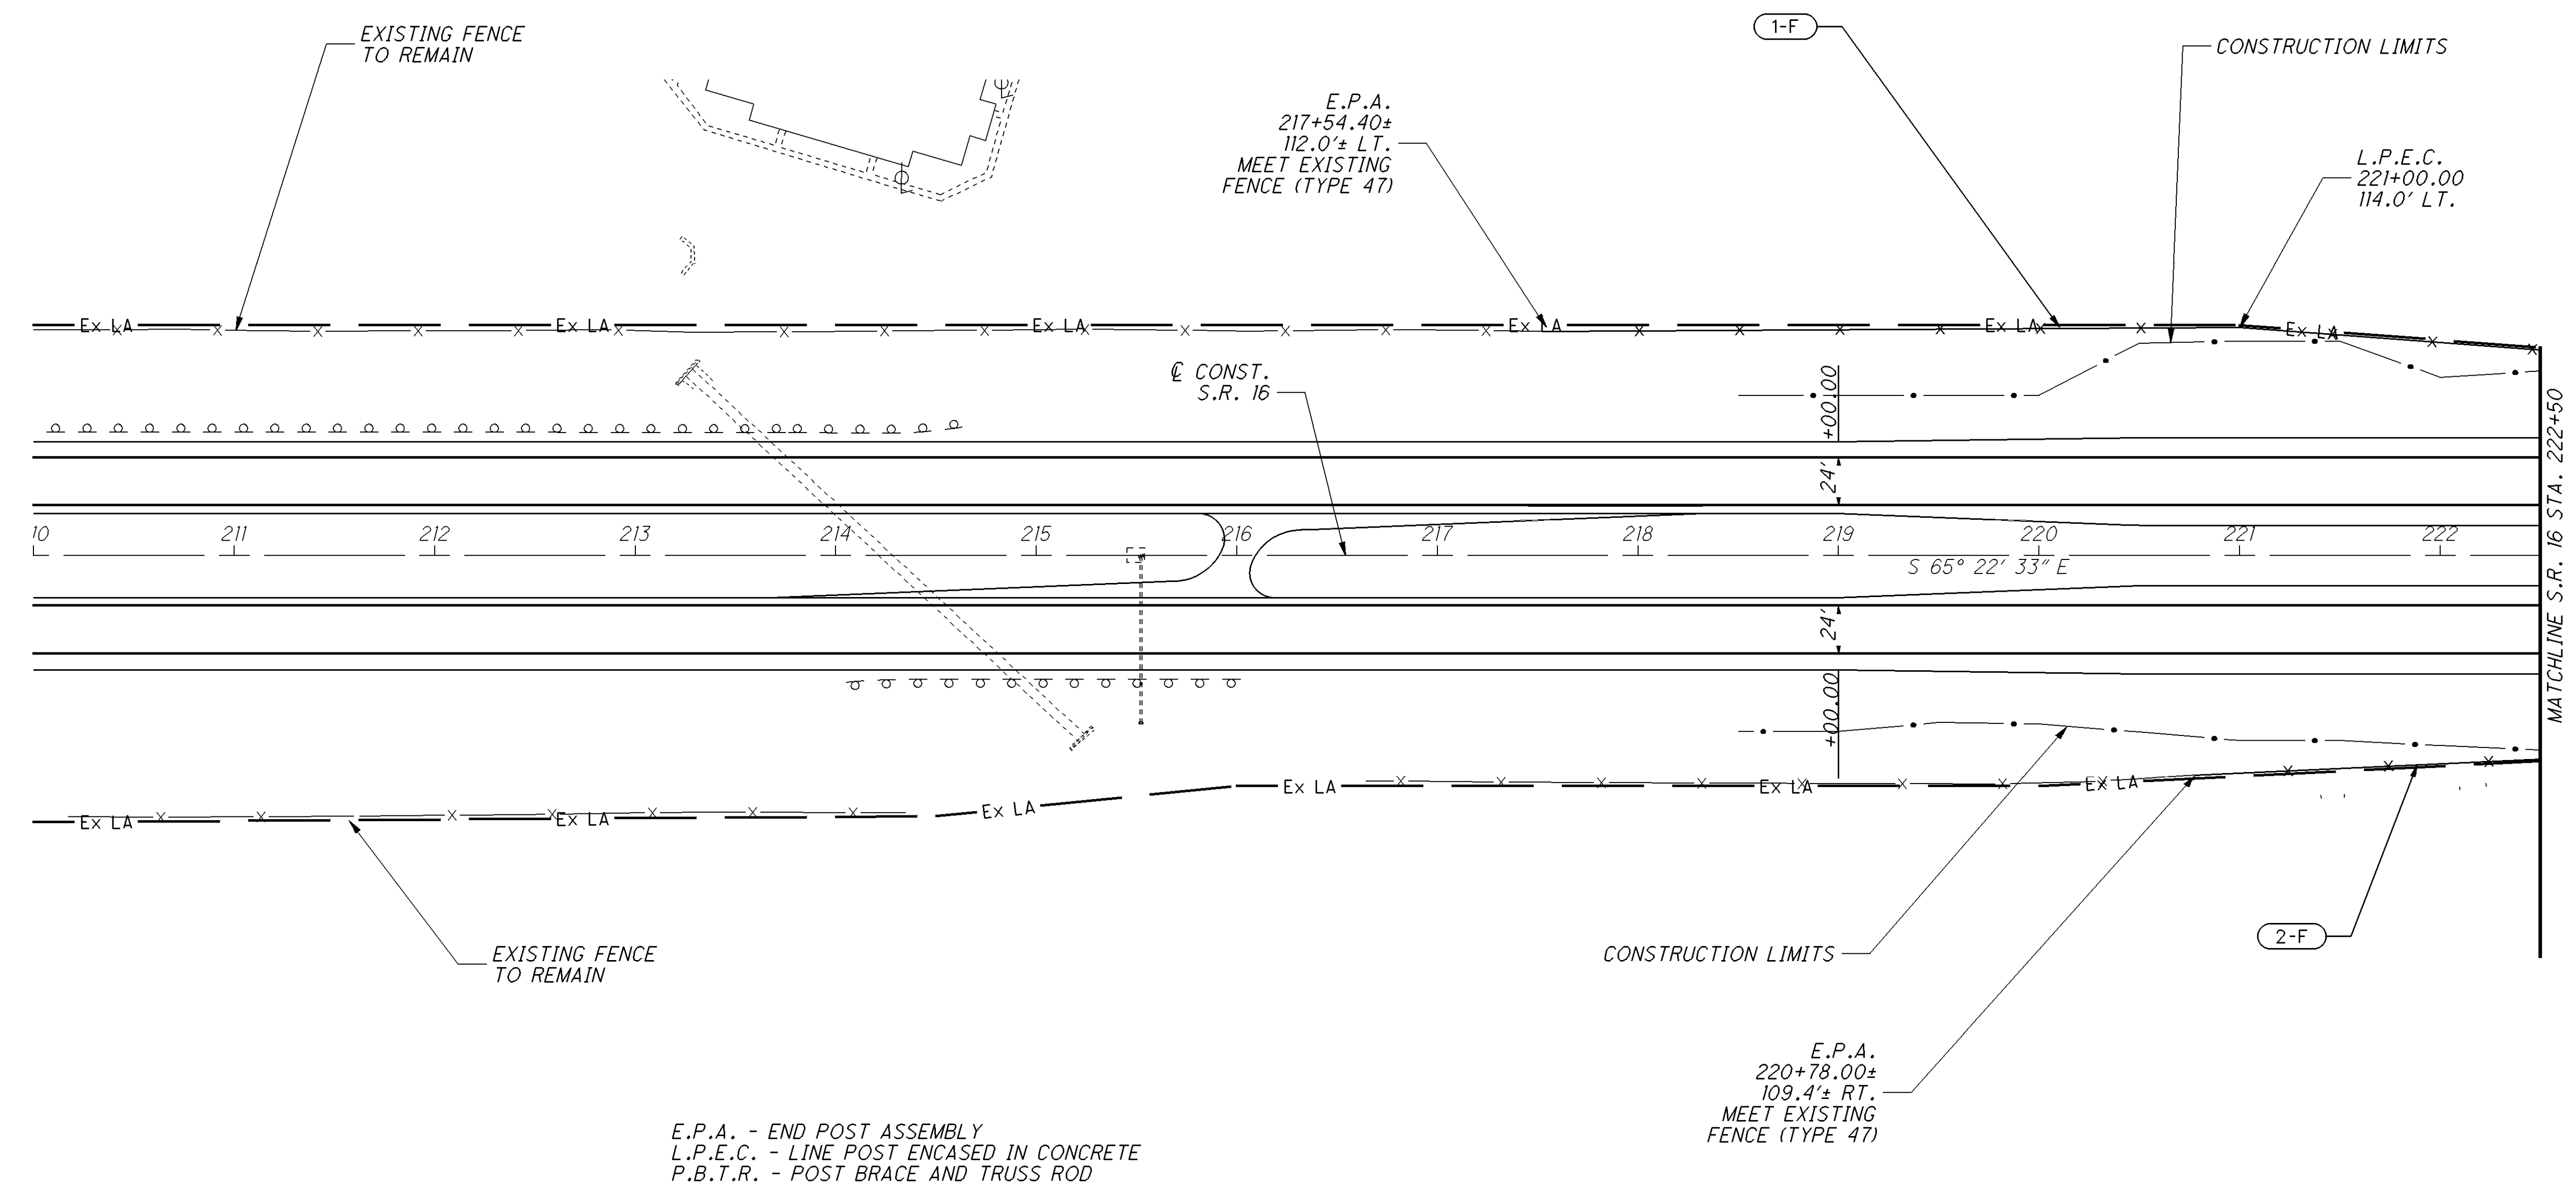 EXISTING FENCE
TO REMAIN
1-F
CONSTRUCTION LIMITS
E.P.A.
217+54.40±
112.0'± LT.
MEET EXISTING
FENCE (TYPE 47)
L.P.E.C.
221+00.00
114.0' LT.
Ex LA
Ex LA
Ex LA
Ex LA
Ex LA
Ex LA
℄ CONST.
S.R. 16
+00.00
24'
10
211
212
213
214
215
216
217
218
219
220
221
222
S 65° 22' 33" E
24'
+00.00
MATCHLINE S.R. 16 STA. 222+50
Ex LA
Ex LA
Ex LA
Ex LA
Ex LA
Ex LA
EXISTING FENCE
TO REMAIN
CONSTRUCTION LIMITS
2-F
E.P.A.
220+78.00±
109.4'± RT.
MEET EXISTING
FENCE (TYPE 47)
E.P.A. - END POST ASSEMBLY
L.P.E.C. - LINE POST ENCASED IN CONCRETE
P.B.T.R. - POST BRACE AND TRUSS ROD